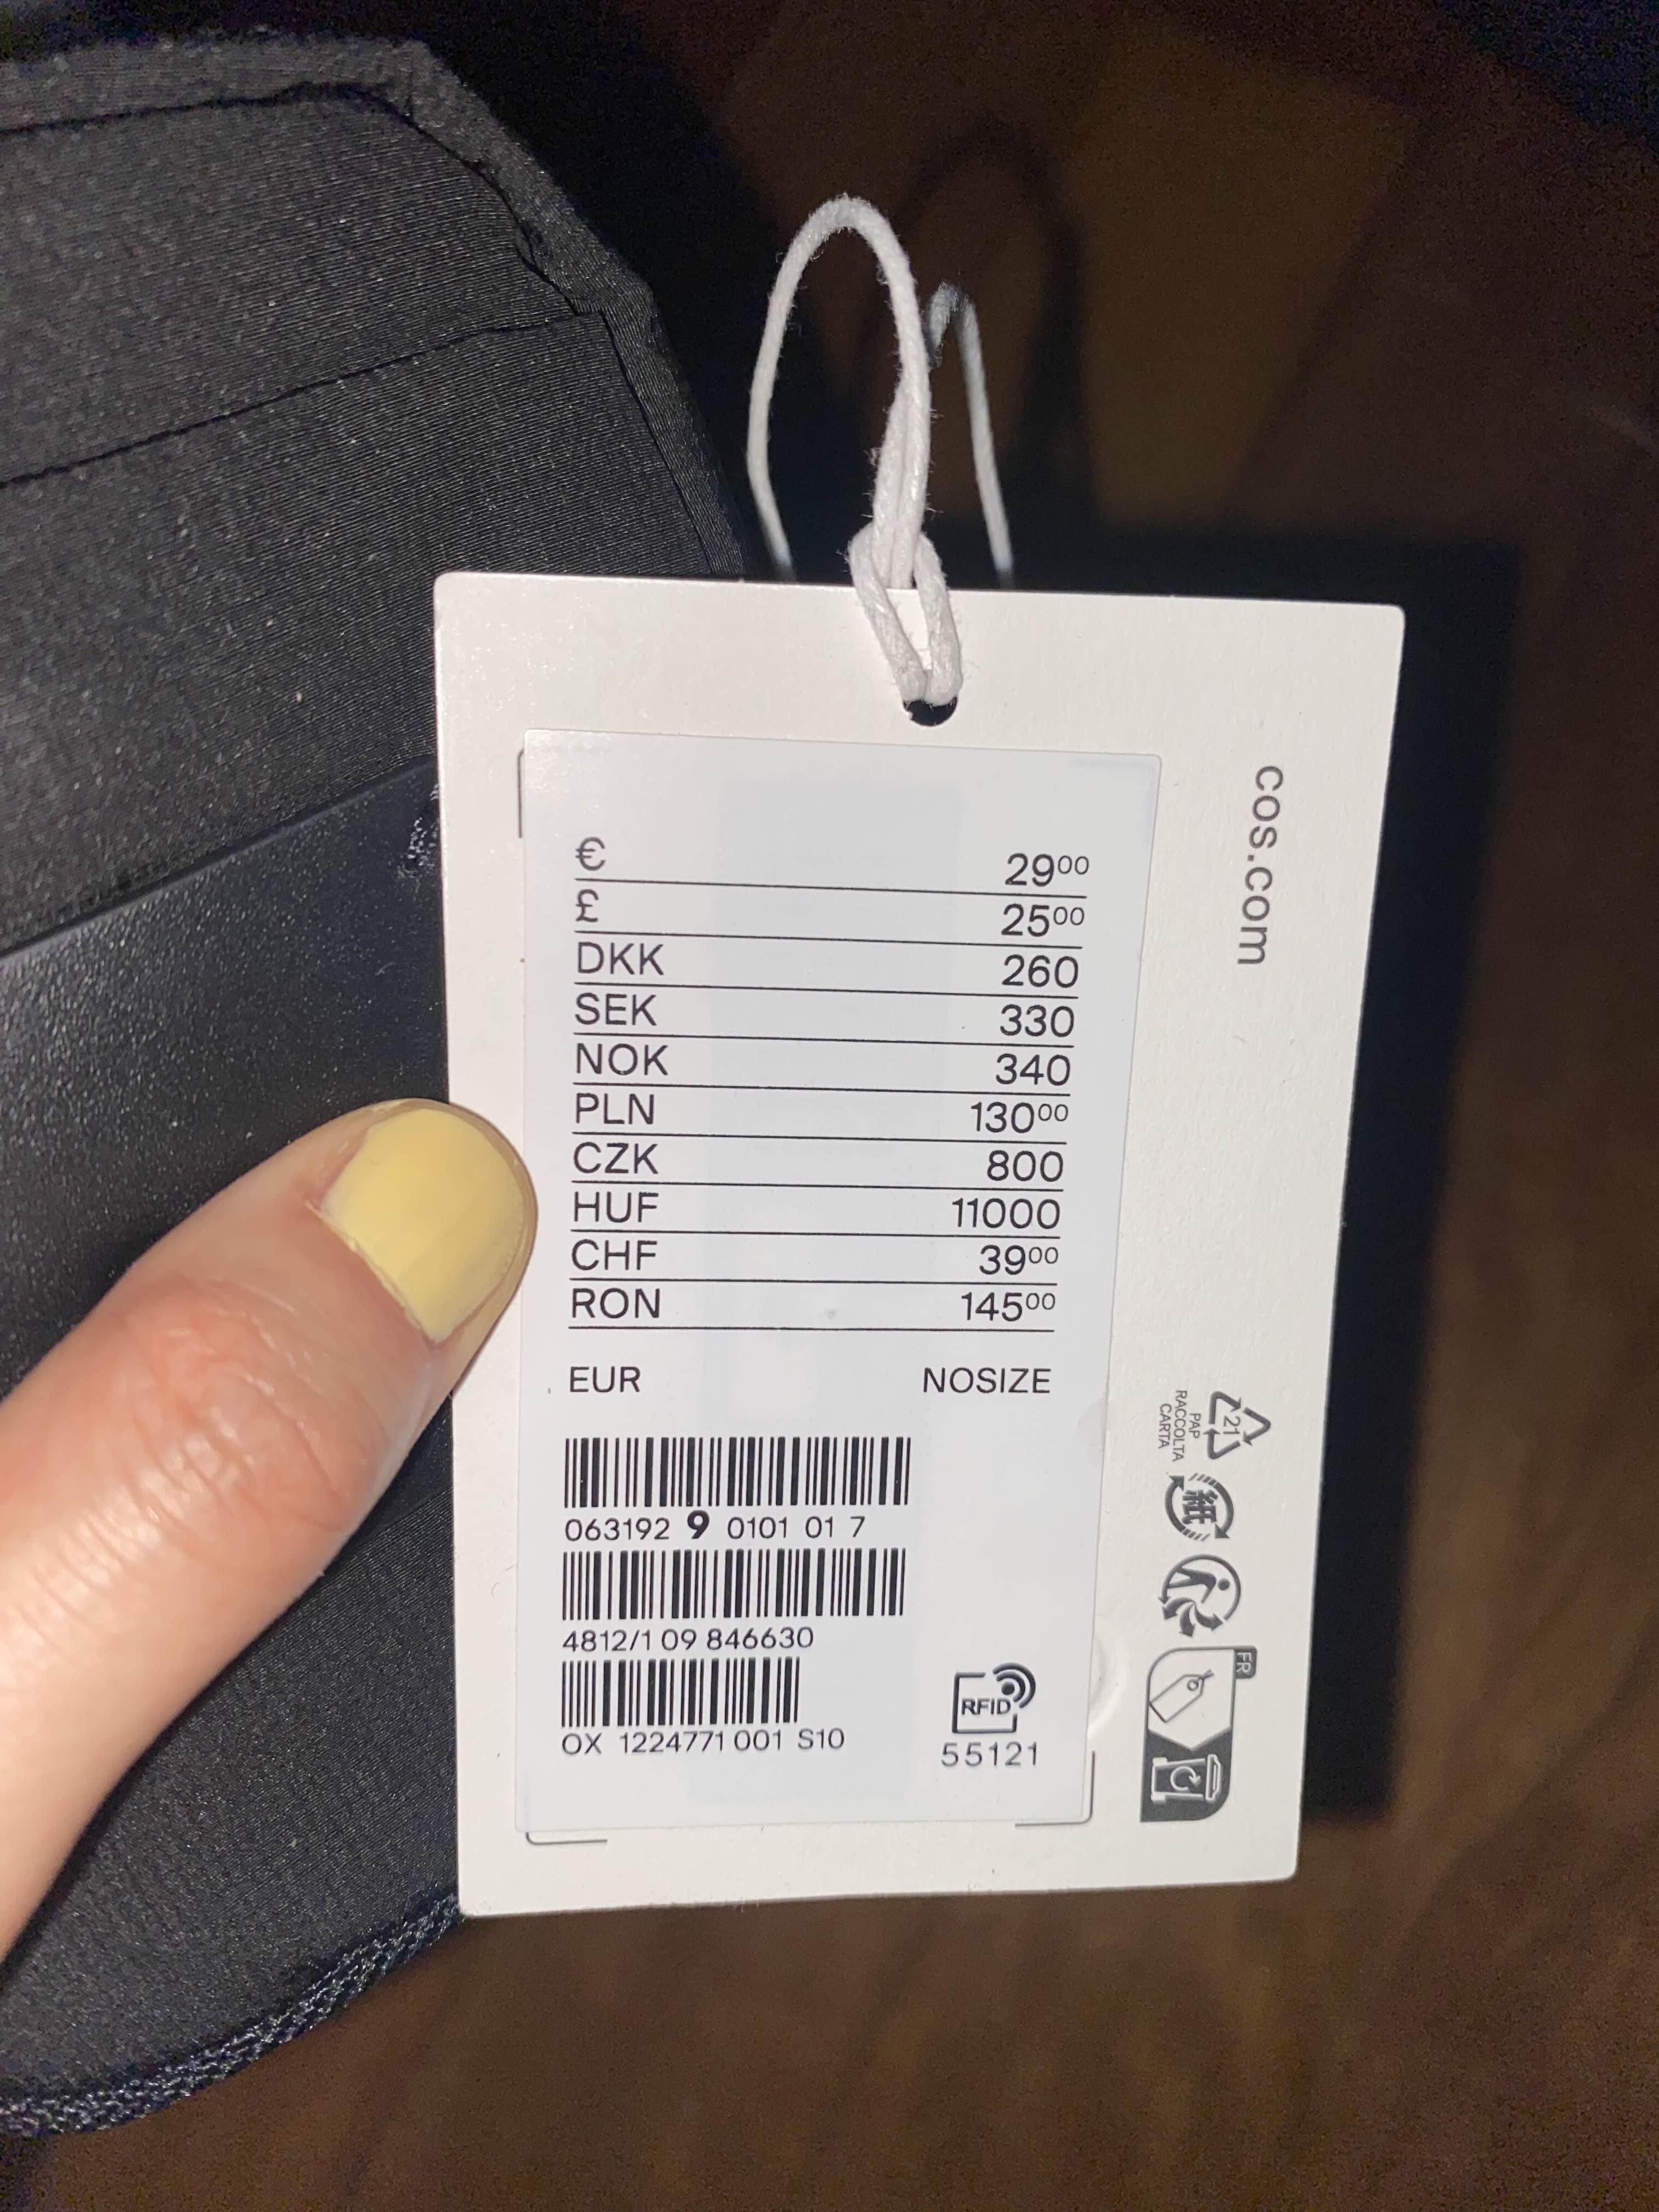 cos.com
€ 29⁰⁰
£ 25⁰⁰
DKK 260
SEK 330
NOK 340
PLN 130⁰⁰
CZK 800
HUF 11000
CHF 39⁰⁰
RON 145⁰⁰
EUR NOSIZE
063192 9 0101 01 7
4812/1 09 846630
OX 1224771 001 S10
RFID
55121
21
PAP
RACCOLTA
CARTA
紙
FR